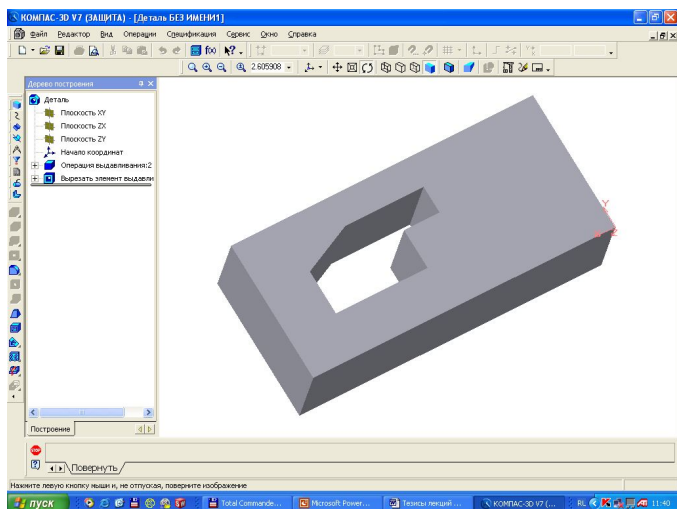 КОМПАС-3D V7 (ЗАЩИТА) - [Деталь БЕЗ ИМЕНИ1]
Файл Редактор Вид Операции Спецификация Сервис Окно Справка
2.605908
Дерево построения
Деталь
Плоскость XY
Плоскость ZX
Плоскость ZY
Начало координат
Операция выдавливания:2
Вырезать элемент выдавли
Y
Z
Построение
STOP
Повернуть
Нажмите левую кнопку мыши и, не отпуская, поверните изображение
пуск Total Commande... Microsoft Power... Тезисы лекций ... КОМПАС-3D V7 (... RL 11:40